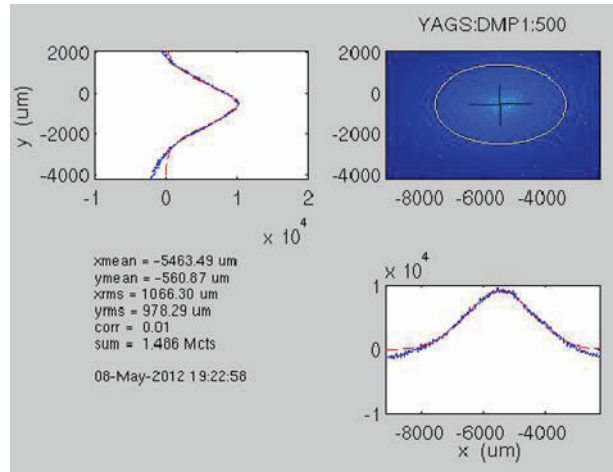 YAGS:DMP1:500
2000
0
-2000
-4000
y (um)
-1
0
1
2
x 10^4
2000
0
-2000
-4000
-8000
-6000
-4000
xmean = -5463.49 um
ymean = -560.87 um
xrms = 1066.30 um
yrms = 978.29 um
corr = 0.01
sum = 1.486 Mcts
08-May-2012 19:22:58
x 10^4
1
0
-1
-8000
-6000
-4000
x (um)